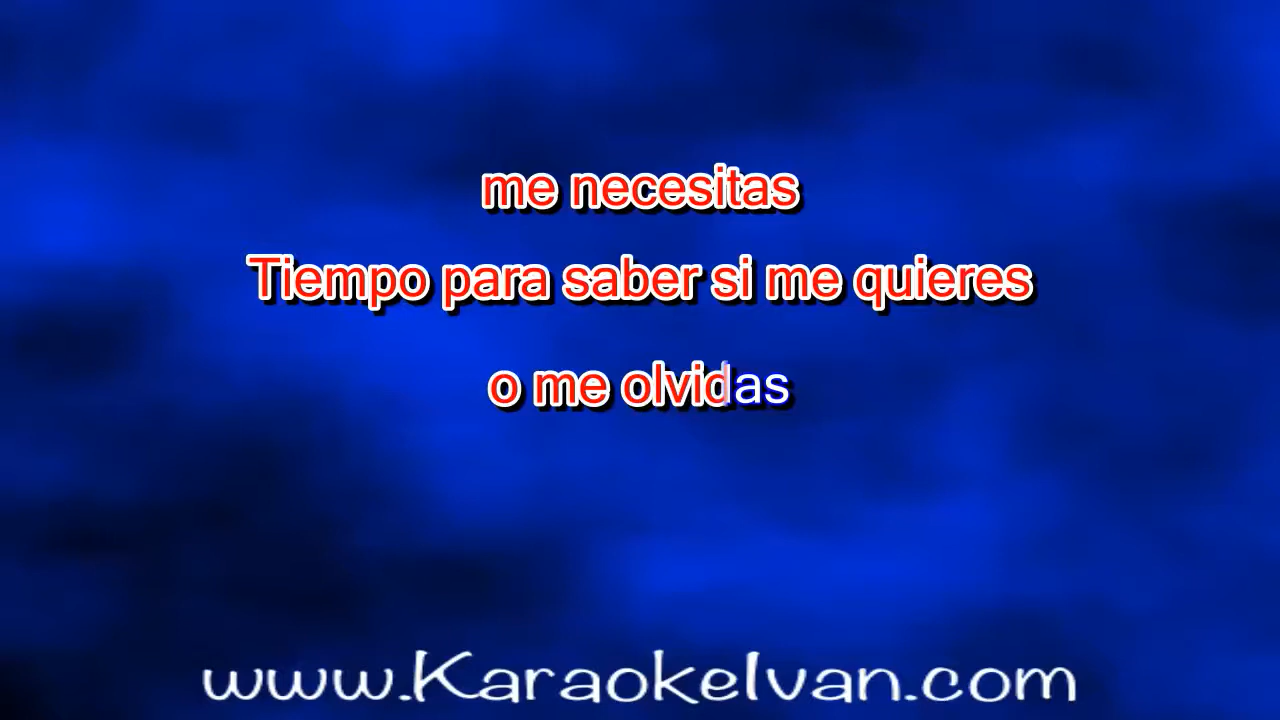 me necesitas
Tiempo para saber si me quieres
o me olvidas
www.KaraokeIvan.com